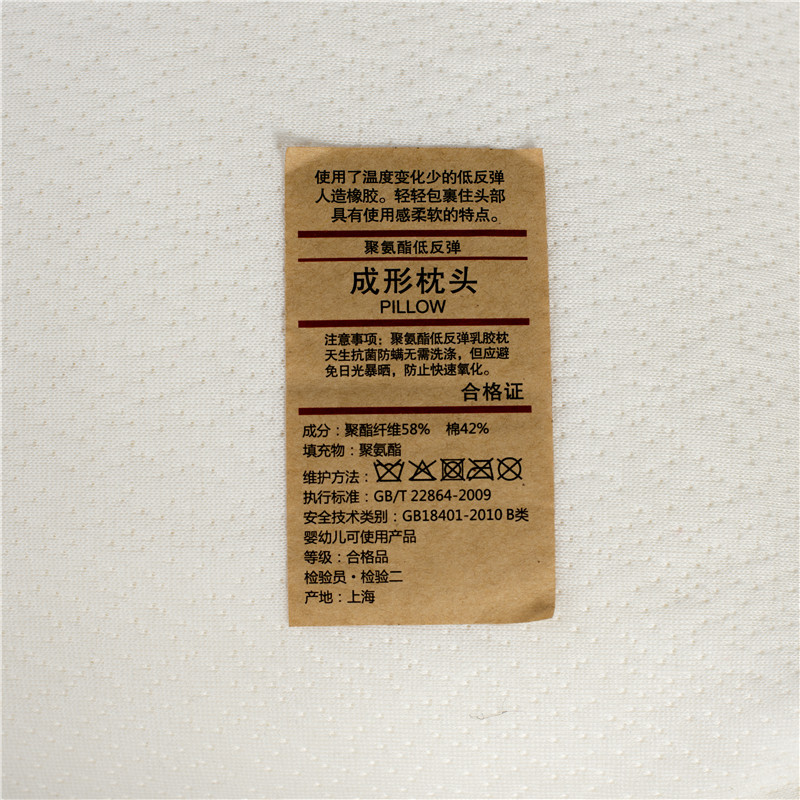 使用了温度变化少的低反弹
人造橡胶。轻轻包裹住头部
具有使用感柔软的特点。
聚氨酯低反弹
成形枕头
PILLOW
注意事项：聚氨酯低反弹乳胶枕
天生抗菌防螨无需洗涤，但应避
免日光暴晒，防止快速氧化。
合格证
成分：聚酯纤维58% 棉42%
填充物：聚氨酯
维护方法：
执行标准：GB/T 22864-2009
安全技术类别：GB18401-2010 B类
婴幼儿可使用产品
等级：合格品
检验员·检验二
产地：上海